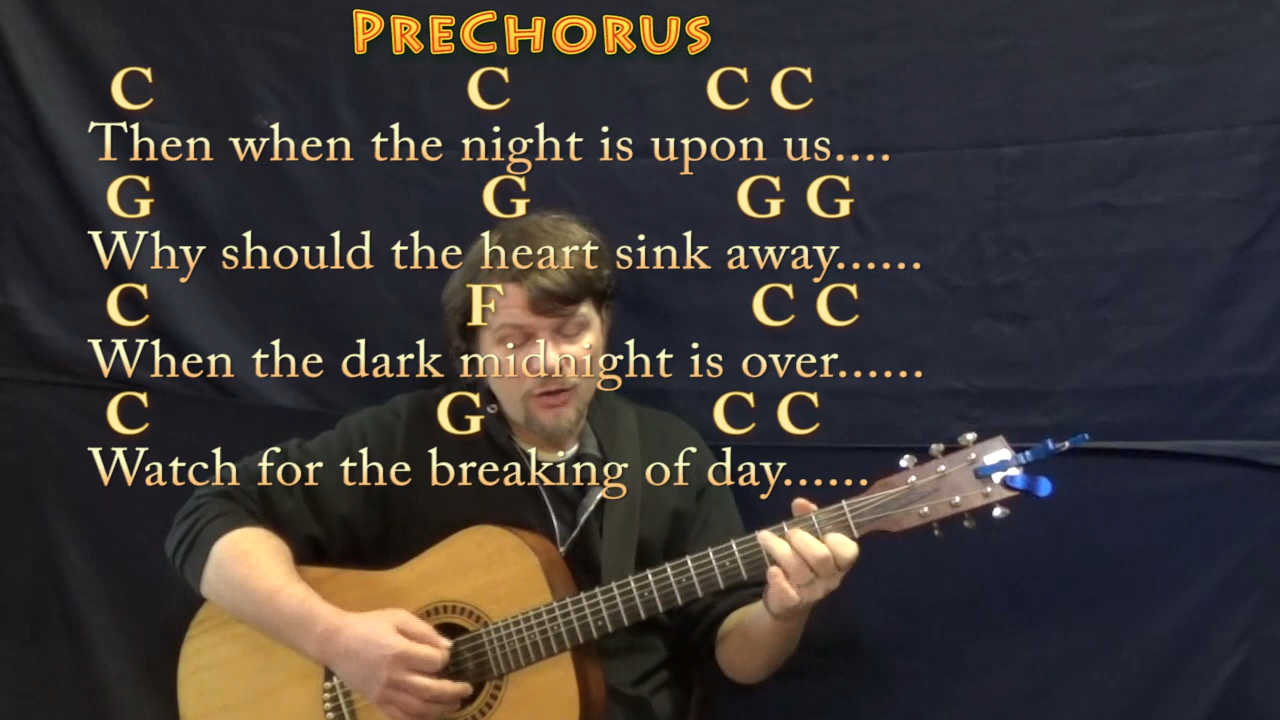 PRECHORUS
C C C C
Then when the night is upon us....
G G G G
Why should the heart sink away......
C F C C
When the dark midnight is over......
C G C C
Watch for the breaking of day......